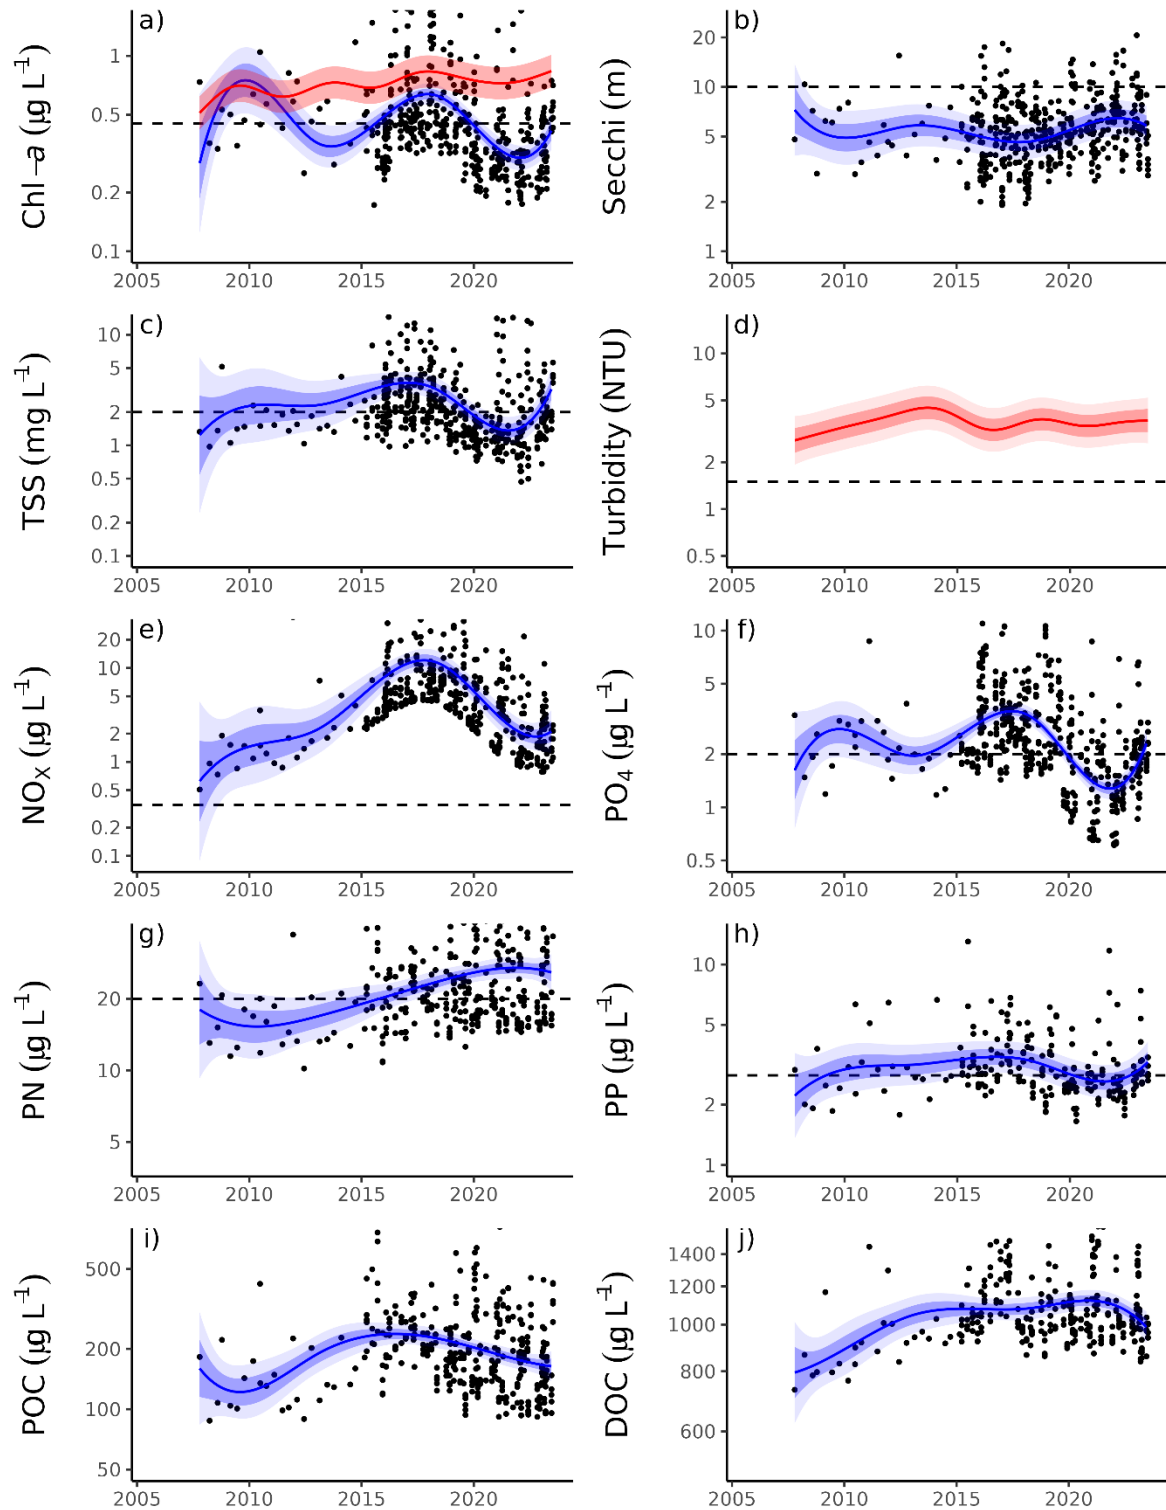 a)
Chl−a (µg L⁻¹)
1
0.5
0.2
0.1
2005 2010 2015 2020
b)
Secchi (m)
20
10
5
2
1
2005 2010 2015 2020
c)
TSS (mg L⁻¹)
10
5
2
1
0.5
0.2
0.1
2005 2010 2015 2020
d)
Turbidity (NTU)
10
5
2
1
0.5
2005 2010 2015 2020
e)
NOX (µg L⁻¹)
20
10
5
2
1
0.5
0.2
0.1
2005 2010 2015 2020
f)
PO4 (µg L⁻¹)
10
5
2
1
0.5
2005 2010 2015 2020
g)
PN (µg L⁻¹)
20
10
5
2005 2010 2015 2020
h)
PP (µg L⁻¹)
10
5
2
1
2005 2010 2015 2020
i)
POC (µg L⁻¹)
500
200
100
50
2005 2010 2015 2020
j)
DOC (µg L⁻¹)
1400
1200
1000
800
600
2005 2010 2015 2020